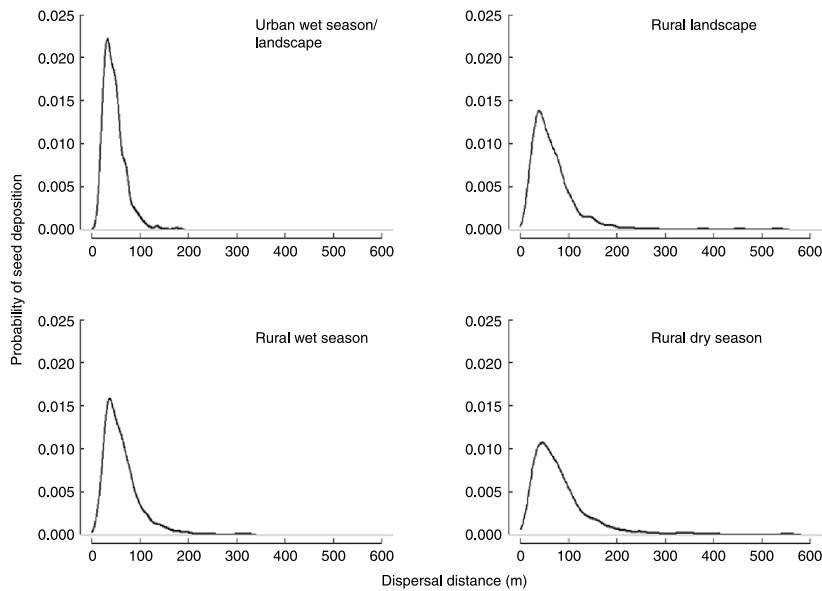 Probability of seed deposition
Urban wet season/
landscape
0.025
0.020
0.015
0.010
0.005
0.000
0 100 200 300 400 500 600
Rural landscape
0.025
0.020
0.015
0.010
0.005
0.000
0 100 200 300 400 500 600
Rural wet season
0.025
0.020
0.015
0.010
0.005
0.000
0 100 200 300 400 500 600
Rural dry season
0.025
0.020
0.015
0.010
0.005
0.000
0 100 200 300 400 500 600
Dispersal distance (m)